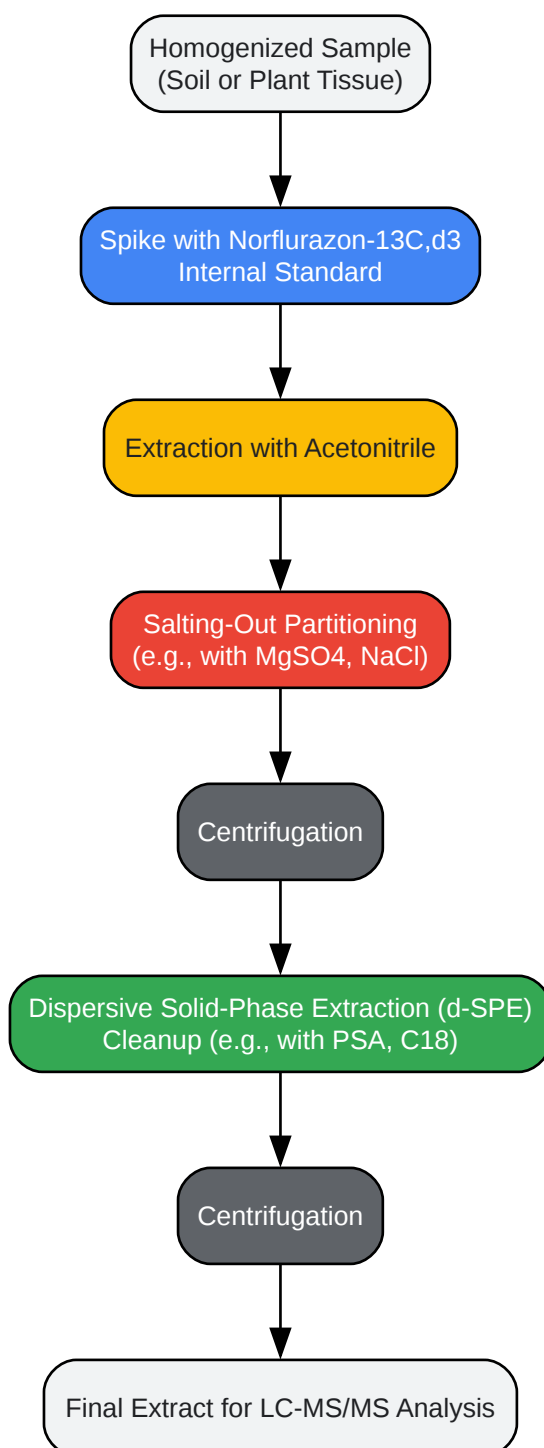 Homogenized Sample
(Soil or Plant Tissue)
Spike with Norflurazon-13C,d3
Internal Standard
Extraction with Acetonitrile
Salting-Out Partitioning
(e.g., with MgSO4, NaCl)
Centrifugation
Dispersive Solid-Phase Extraction (d-SPE)
Cleanup (e.g., with PSA, C18)
Centrifugation
Final Extract for LC-MS/MS Analysis